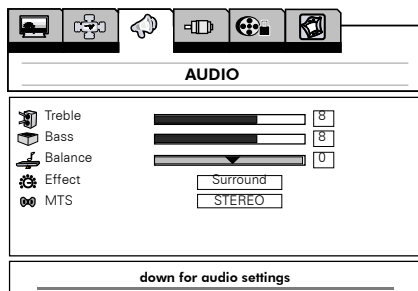 AUDIO
Treble 8
Bass 8
Balance 0
Effect Surround
MTS STEREO
down for audio settings